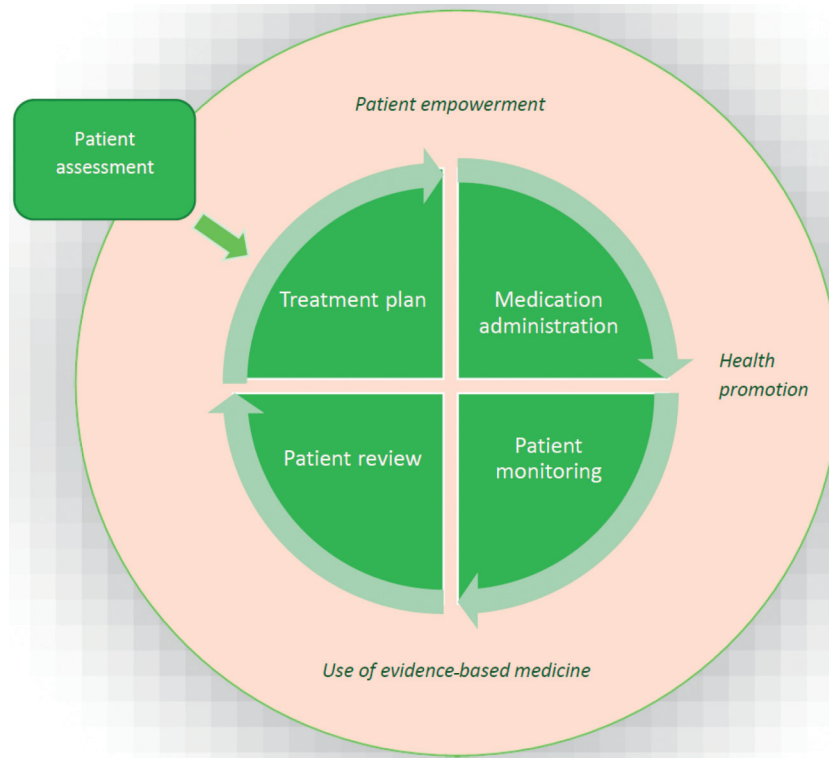 Patient empowerment
Patient
assessment
Treatment plan
Medication
administration
Health
promotion
Patient review
Patient
monitoring
Use of evidence-based medicine